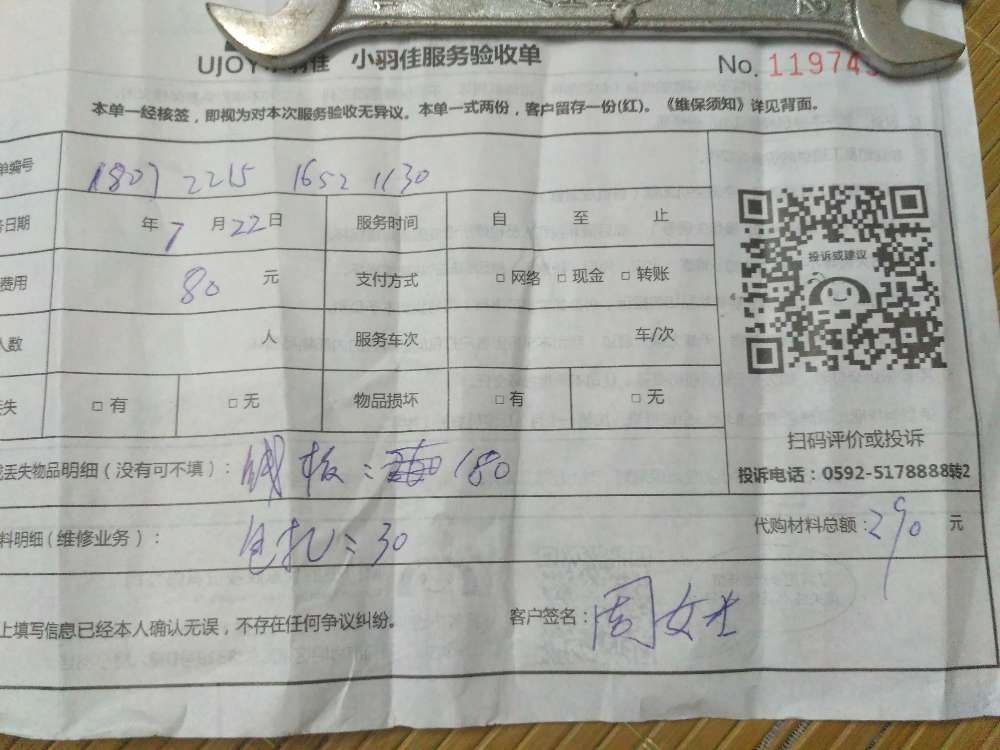 UJOY 小羽佳服务验收单 No. 11974
本单一经核签，即视为对本次服务验收无异议。本单一式两份，客户留存一份(红)。《维保须知》详见背面。
单编号 1807 2215 1652 1130
务日期 年 7 月 22 日 服务时间 自 至 止
费用 80 元 支付方式 □ 网络 □ 现金 □ 转账
人数 人 服务车次 车/次
丢失 □ 有 □ 无 物品损坏 □ 有 □ 无
投诉或建议
扫码评价或投诉
投诉电话：0592-5178888转2
丢失物品明细（没有可不填）： 板：180
料明细（维修业务）： 包扎：30 代购材料总额：290 元
上填写信息已经本人确认无误，不存在任何争议纠纷。 客户签名：周女士